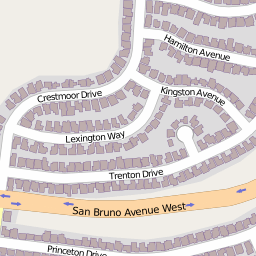 Hamilton Avenue
Crestmoor Drive
Kingston Avenue
Lexington Way
Trenton Drive
San Bruno Avenue West
Princeton Drive